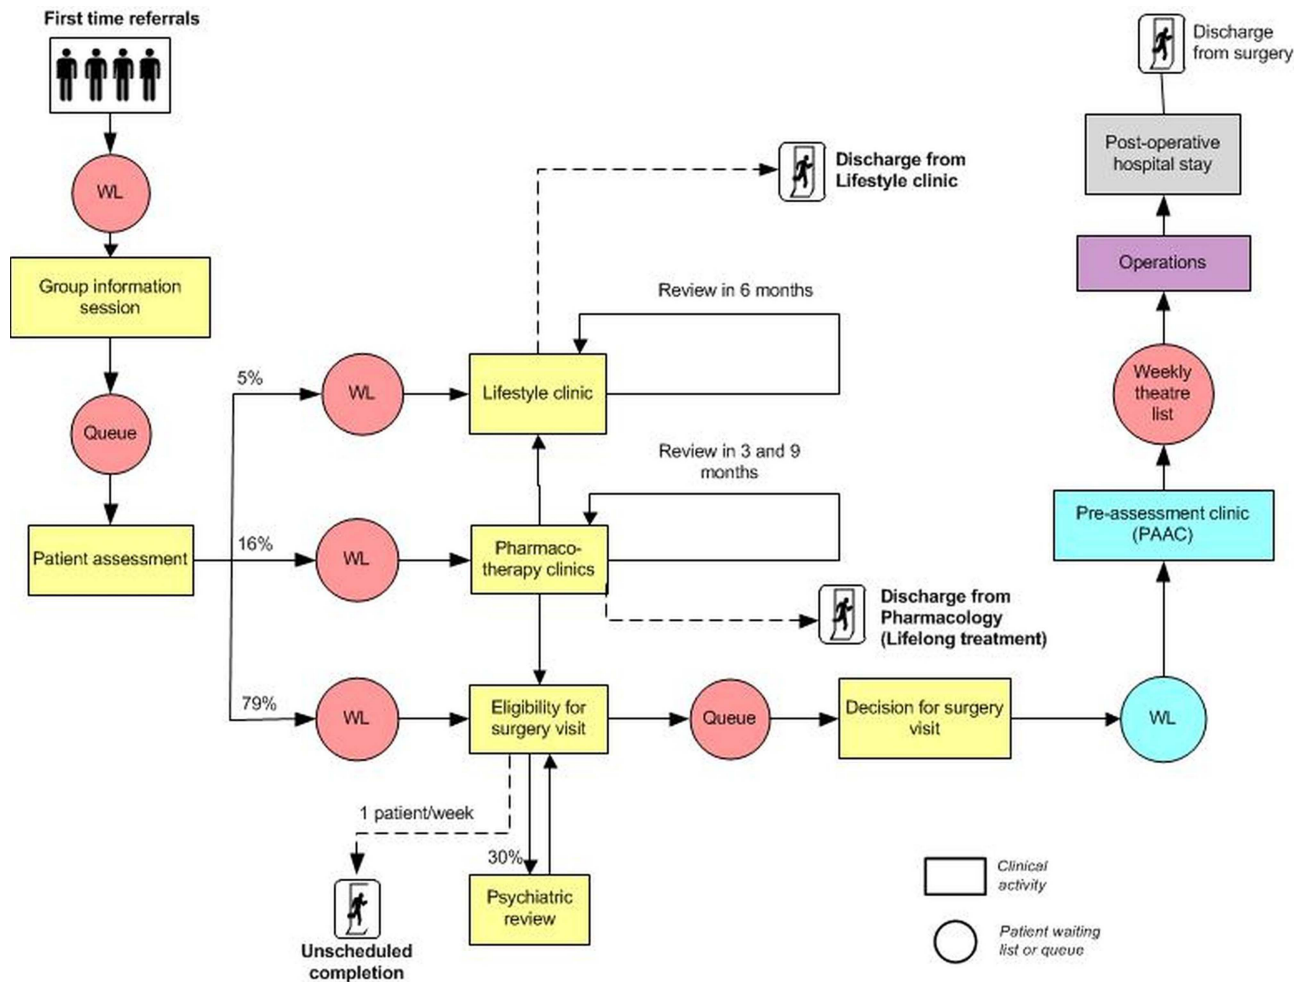 First time referrals
WL
Group information
session
Queue
Patient assessment
5%
16%
79%
WL
WL
WL
Lifestyle clinic
Review in 6 months
Discharge from
Lifestyle clinic
Pharmaco-
therapy clinics
Review in 3 and 9
months
Discharge from
Pharmacology
(Lifelong treatment)
Eligibility for
surgery visit
1 patient/week
Unscheduled
completion
30%
Psychiatric
review
Queue
Decision for surgery
visit
WL
Pre-assessment clinic
(PAAC)
Weekly
theatre
list
Operations
Post-operative
hospital stay
Discharge
from surgery
Clinical
activity
Patient waiting
list or queue